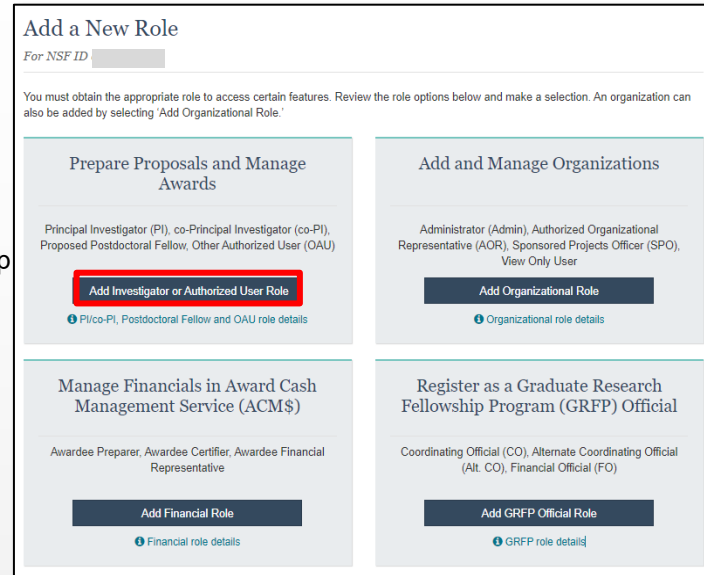 Add a New Role
For NSF ID
You must obtain the appropriate role to access certain features. Review the role options below and make a selection. An organization can
also be added by selecting 'Add Organizational Role.'
Prepare Proposals and Manage
Awards
Principal Investigator (PI), co-Principal Investigator (co-PI),
Proposed Postdoctoral Fellow, Other Authorized User (OAU)
p
Add Investigator or Authorized User Role
PI/co-PI, Postdoctoral Fellow and OAU role details
Add and Manage Organizations
Administrator (Admin), Authorized Organizational
Representative (AOR), Sponsored Projects Officer (SPO),
View Only User
Add Organizational Role
Organizational role details
Manage Financials in Award Cash
Management Service (ACM$)
Awardee Preparer, Awardee Certifier, Awardee Financial
Representative
Add Financial Role
Financial role details
Register as a Graduate Research
Fellowship Program (GRFP) Official
Coordinating Official (CO), Alternate Coordinating Official
(Alt. CO), Financial Official (FO)
Add GRFP Official Role
GRFP role details